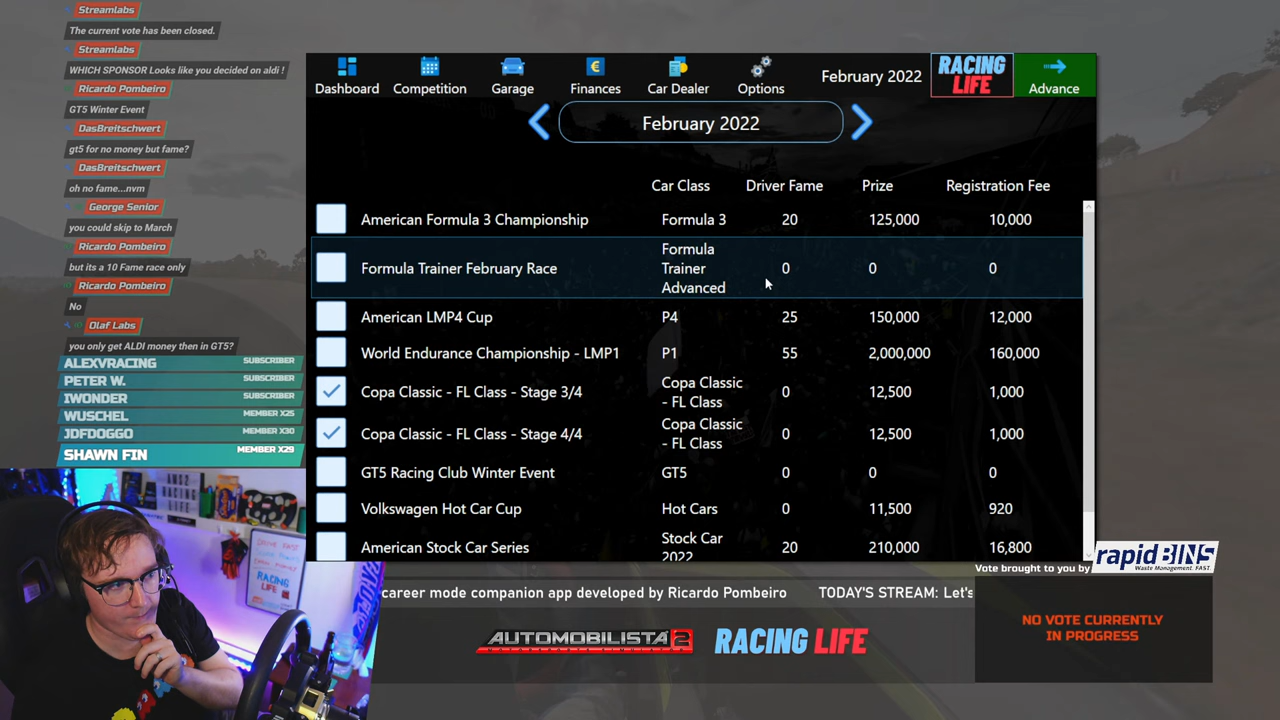 Streamlabs
The current vote has been closed.
Streamlabs
WHICH SPONSOR Looks like you decided on aldi !
Ricardo Pombeiro
GT5 Winter Event
DasBreitschwert
gt5 for no money but fame?
DasBreitschwert
oh no fame...nvm
George Senior
you could skip to March
Ricardo Pombeiro
but its a 10 Fame race only
Ricardo Pombeiro
No
Olaf Labs
you only get ALDI money then in GT5?
ALEXVRACING SUBSCRIBER
PETER W. SUBSCRIBER
IWONDER SUBSCRIBER
WUSCHEL MEMBER X25
JDFDOGGO MEMBER X30
SHAWN FIN MEMBER X29
Dashboard Competition Garage Finances Car Dealer Options February 2022 RACING LIFE Advance
February 2022
Car Class Driver Fame Prize Registration Fee
American Formula 3 Championship Formula 3 20 125,000 10,000
Formula Trainer February Race Formula Trainer Advanced 0 0 0
American LMP4 Cup P4 25 150,000 12,000
World Endurance Championship - LMP1 P1 55 2,000,000 160,000
Copa Classic - FL Class - Stage 3/4 Copa Classic - FL Class 0 12,500 1,000
Copa Classic - FL Class - Stage 4/4 Copa Classic - FL Class 0 12,500 1,000
GT5 Racing Club Winter Event GT5 0 0 0
Volkswagen Hot Car Cup Hot Cars 0 11,500 920
American Stock Car Series Stock Car 2022 20 210,000 16,800
Vote brought to you by rapidBINS
Waste Management. FAST.
career mode companion app developed by Ricardo Pombeiro TODAY'S STREAM: Let's
AUTOMOBILISTA 2 RACING LIFE
NO VOTE CURRENTLY
IN PROGRESS
RACING
LIFE